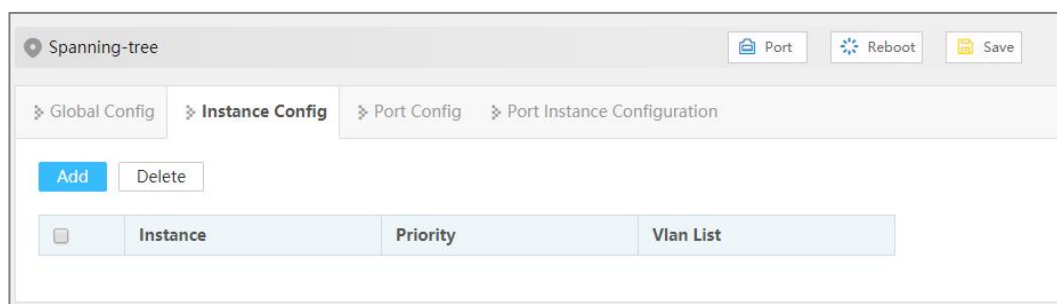 Spanning-tree Port Reboot Save
Global Config Instance Config Port Config Port Instance Configuration
Add Delete
Instance Priority Vlan List